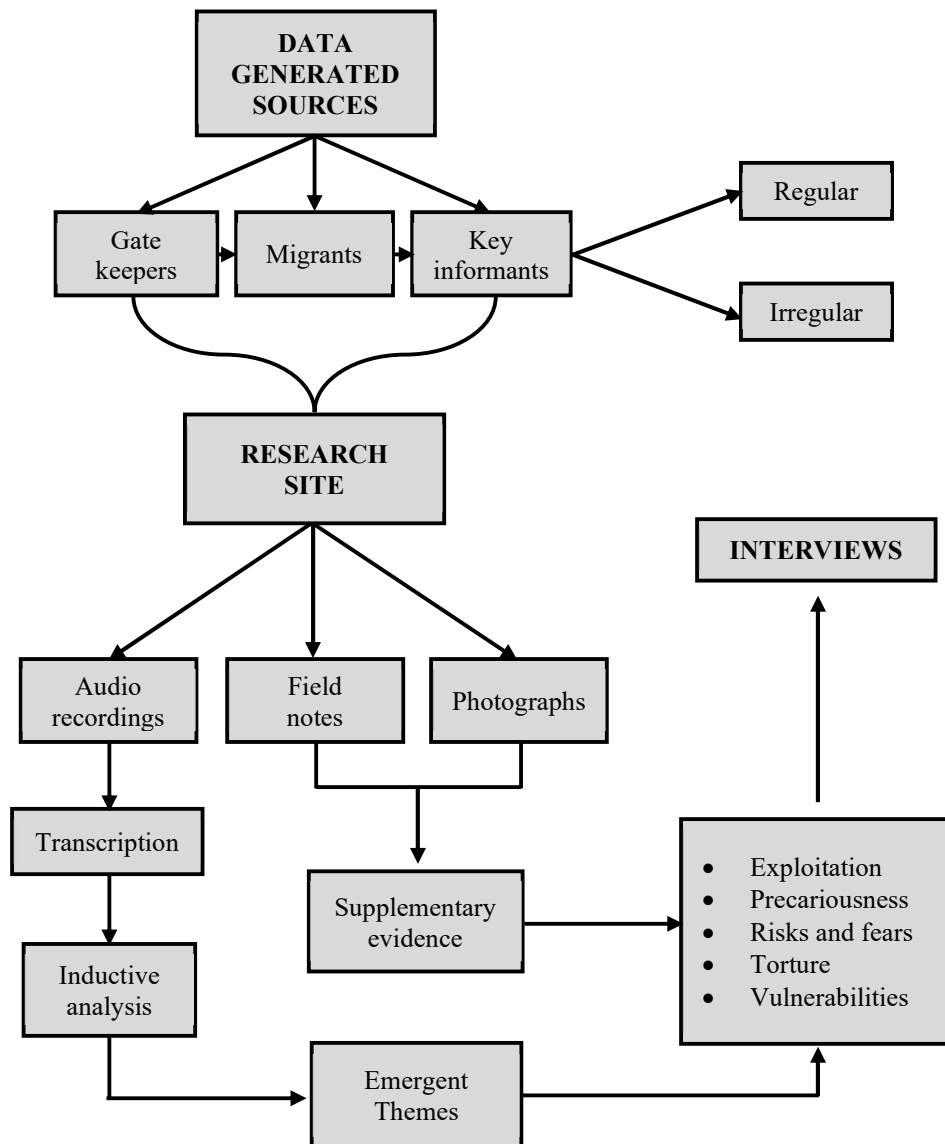 DATA
GENERATED
SOURCES
Gate
keepers
Migrants
Key
informants
Regular
Irregular
RESEARCH
SITE
INTERVIEWS
Audio
recordings
Field
notes
Photographs
Transcription
Supplementary
evidence
• Exploitation
• Precariousness
• Risks and fears
• Torture
• Vulnerabilities
Inductive
analysis
Emergent
Themes